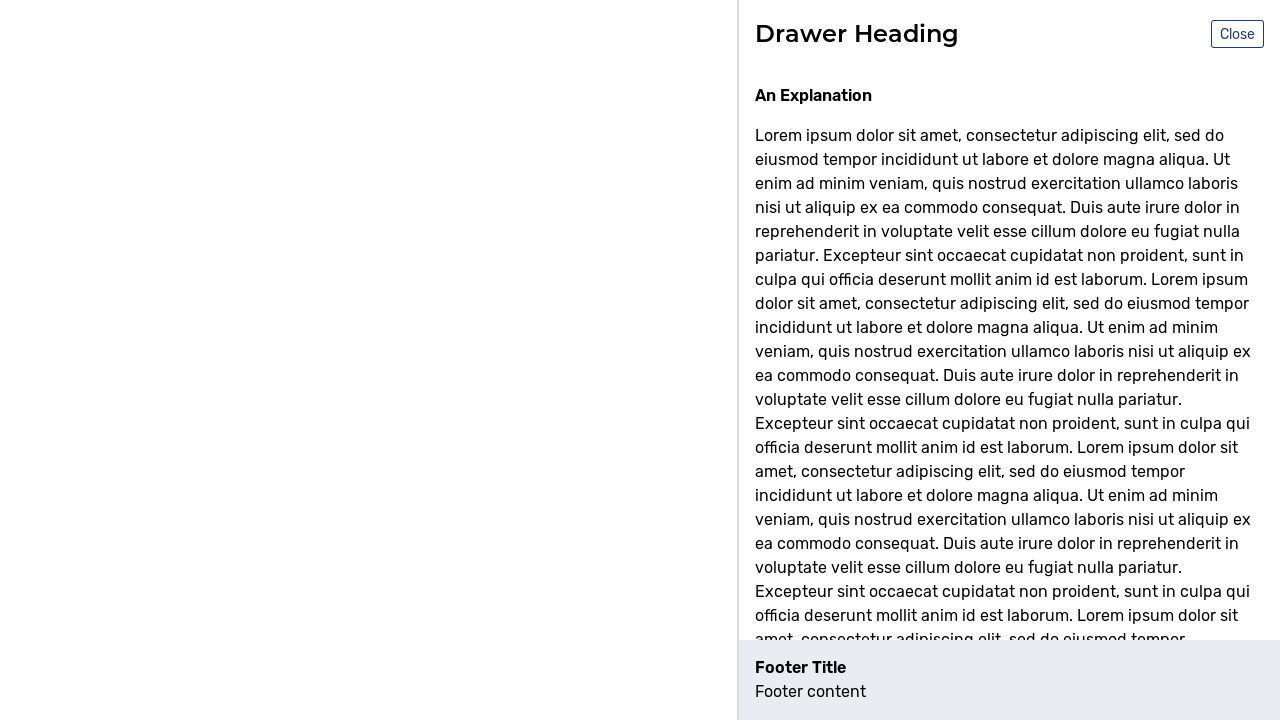 Drawer Heading
Close
An Explanation
Lorem ipsum dolor sit amet, consectetur adipiscing elit, sed do
eiusmod tempor incididunt ut labore et dolore magna aliqua. Ut
enim ad minim veniam, quis nostrud exercitation ullamco laboris
nisi ut aliquip ex ea commodo consequat. Duis aute irure dolor in
reprehenderit in voluptate velit esse cillum dolore eu fugiat nulla
pariatur. Excepteur sint occaecat cupidatat non proident, sunt in
culpa qui officia deserunt mollit anim id est laborum. Lorem ipsum
dolor sit amet, consectetur adipiscing elit, sed do eiusmod tempor
incididunt ut labore et dolore magna aliqua. Ut enim ad minim
veniam, quis nostrud exercitation ullamco laboris nisi ut aliquip ex
ea commodo consequat. Duis aute irure dolor in reprehenderit in
voluptate velit esse cillum dolore eu fugiat nulla pariatur.
Excepteur sint occaecat cupidatat non proident, sunt in culpa qui
officia deserunt mollit anim id est laborum. Lorem ipsum dolor sit
amet, consectetur adipiscing elit, sed do eiusmod tempor
incididunt ut labore et dolore magna aliqua. Ut enim ad minim
veniam, quis nostrud exercitation ullamco laboris nisi ut aliquip ex
ea commodo consequat. Duis aute irure dolor in reprehenderit in
voluptate velit esse cillum dolore eu fugiat nulla pariatur.
Excepteur sint occaecat cupidatat non proident, sunt in culpa qui
officia deserunt mollit anim id est laborum. Lorem ipsum dolor sit
amet, consectetur adipiscing elit, sed do eiusmod tempor
Footer Title
Footer content